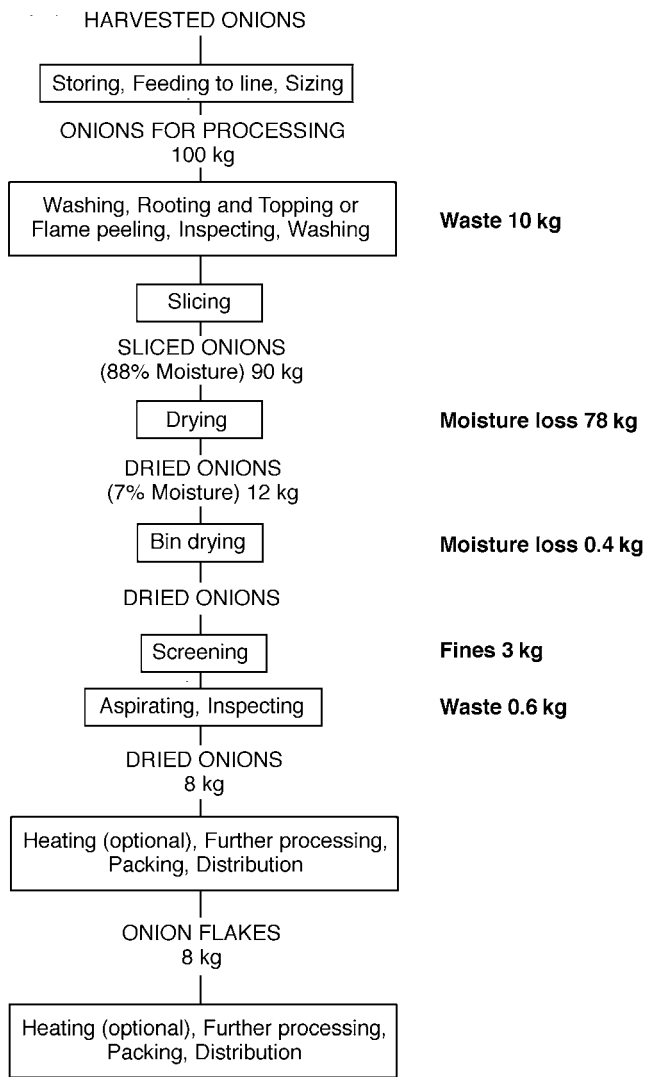 HARVESTED ONIONS
Storing, Feeding to line, Sizing
ONIONS FOR PROCESSING
100 kg
Washing, Rooting and Topping or
Flame peeling, Inspecting, Washing
Waste 10 kg
Slicing
SLICED ONIONS
(88% Moisture) 90 kg
Drying
Moisture loss 78 kg
DRIED ONIONS
(7% Moisture) 12 kg
Bin drying
Moisture loss 0.4 kg
DRIED ONIONS
Screening
Fines 3 kg
Aspirating, Inspecting
Waste 0.6 kg
DRIED ONIONS
8 kg
Heating (optional), Further processing,
Packing, Distribution
ONION FLAKES
8 kg
Heating (optional), Further processing,
Packing, Distribution